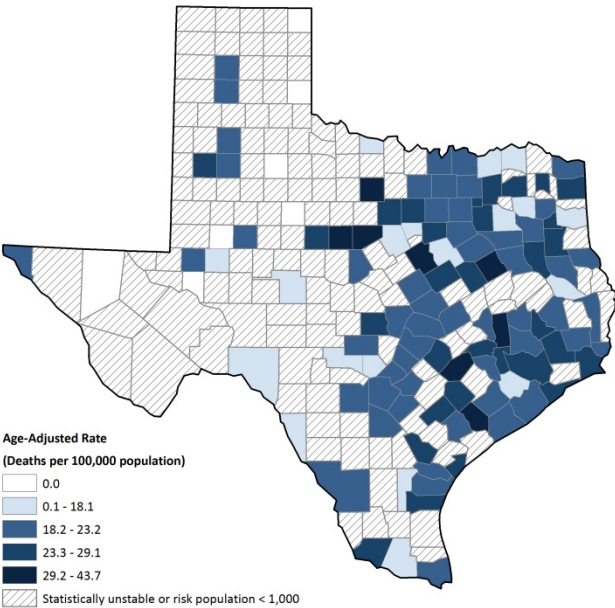 Age-Adjusted Rate
(Deaths per 100,000 population)
0.0
0.1 - 18.1
18.2 - 23.2
23.3 - 29.1
29.2 - 43.7
Statistically unstable or risk population < 1,000